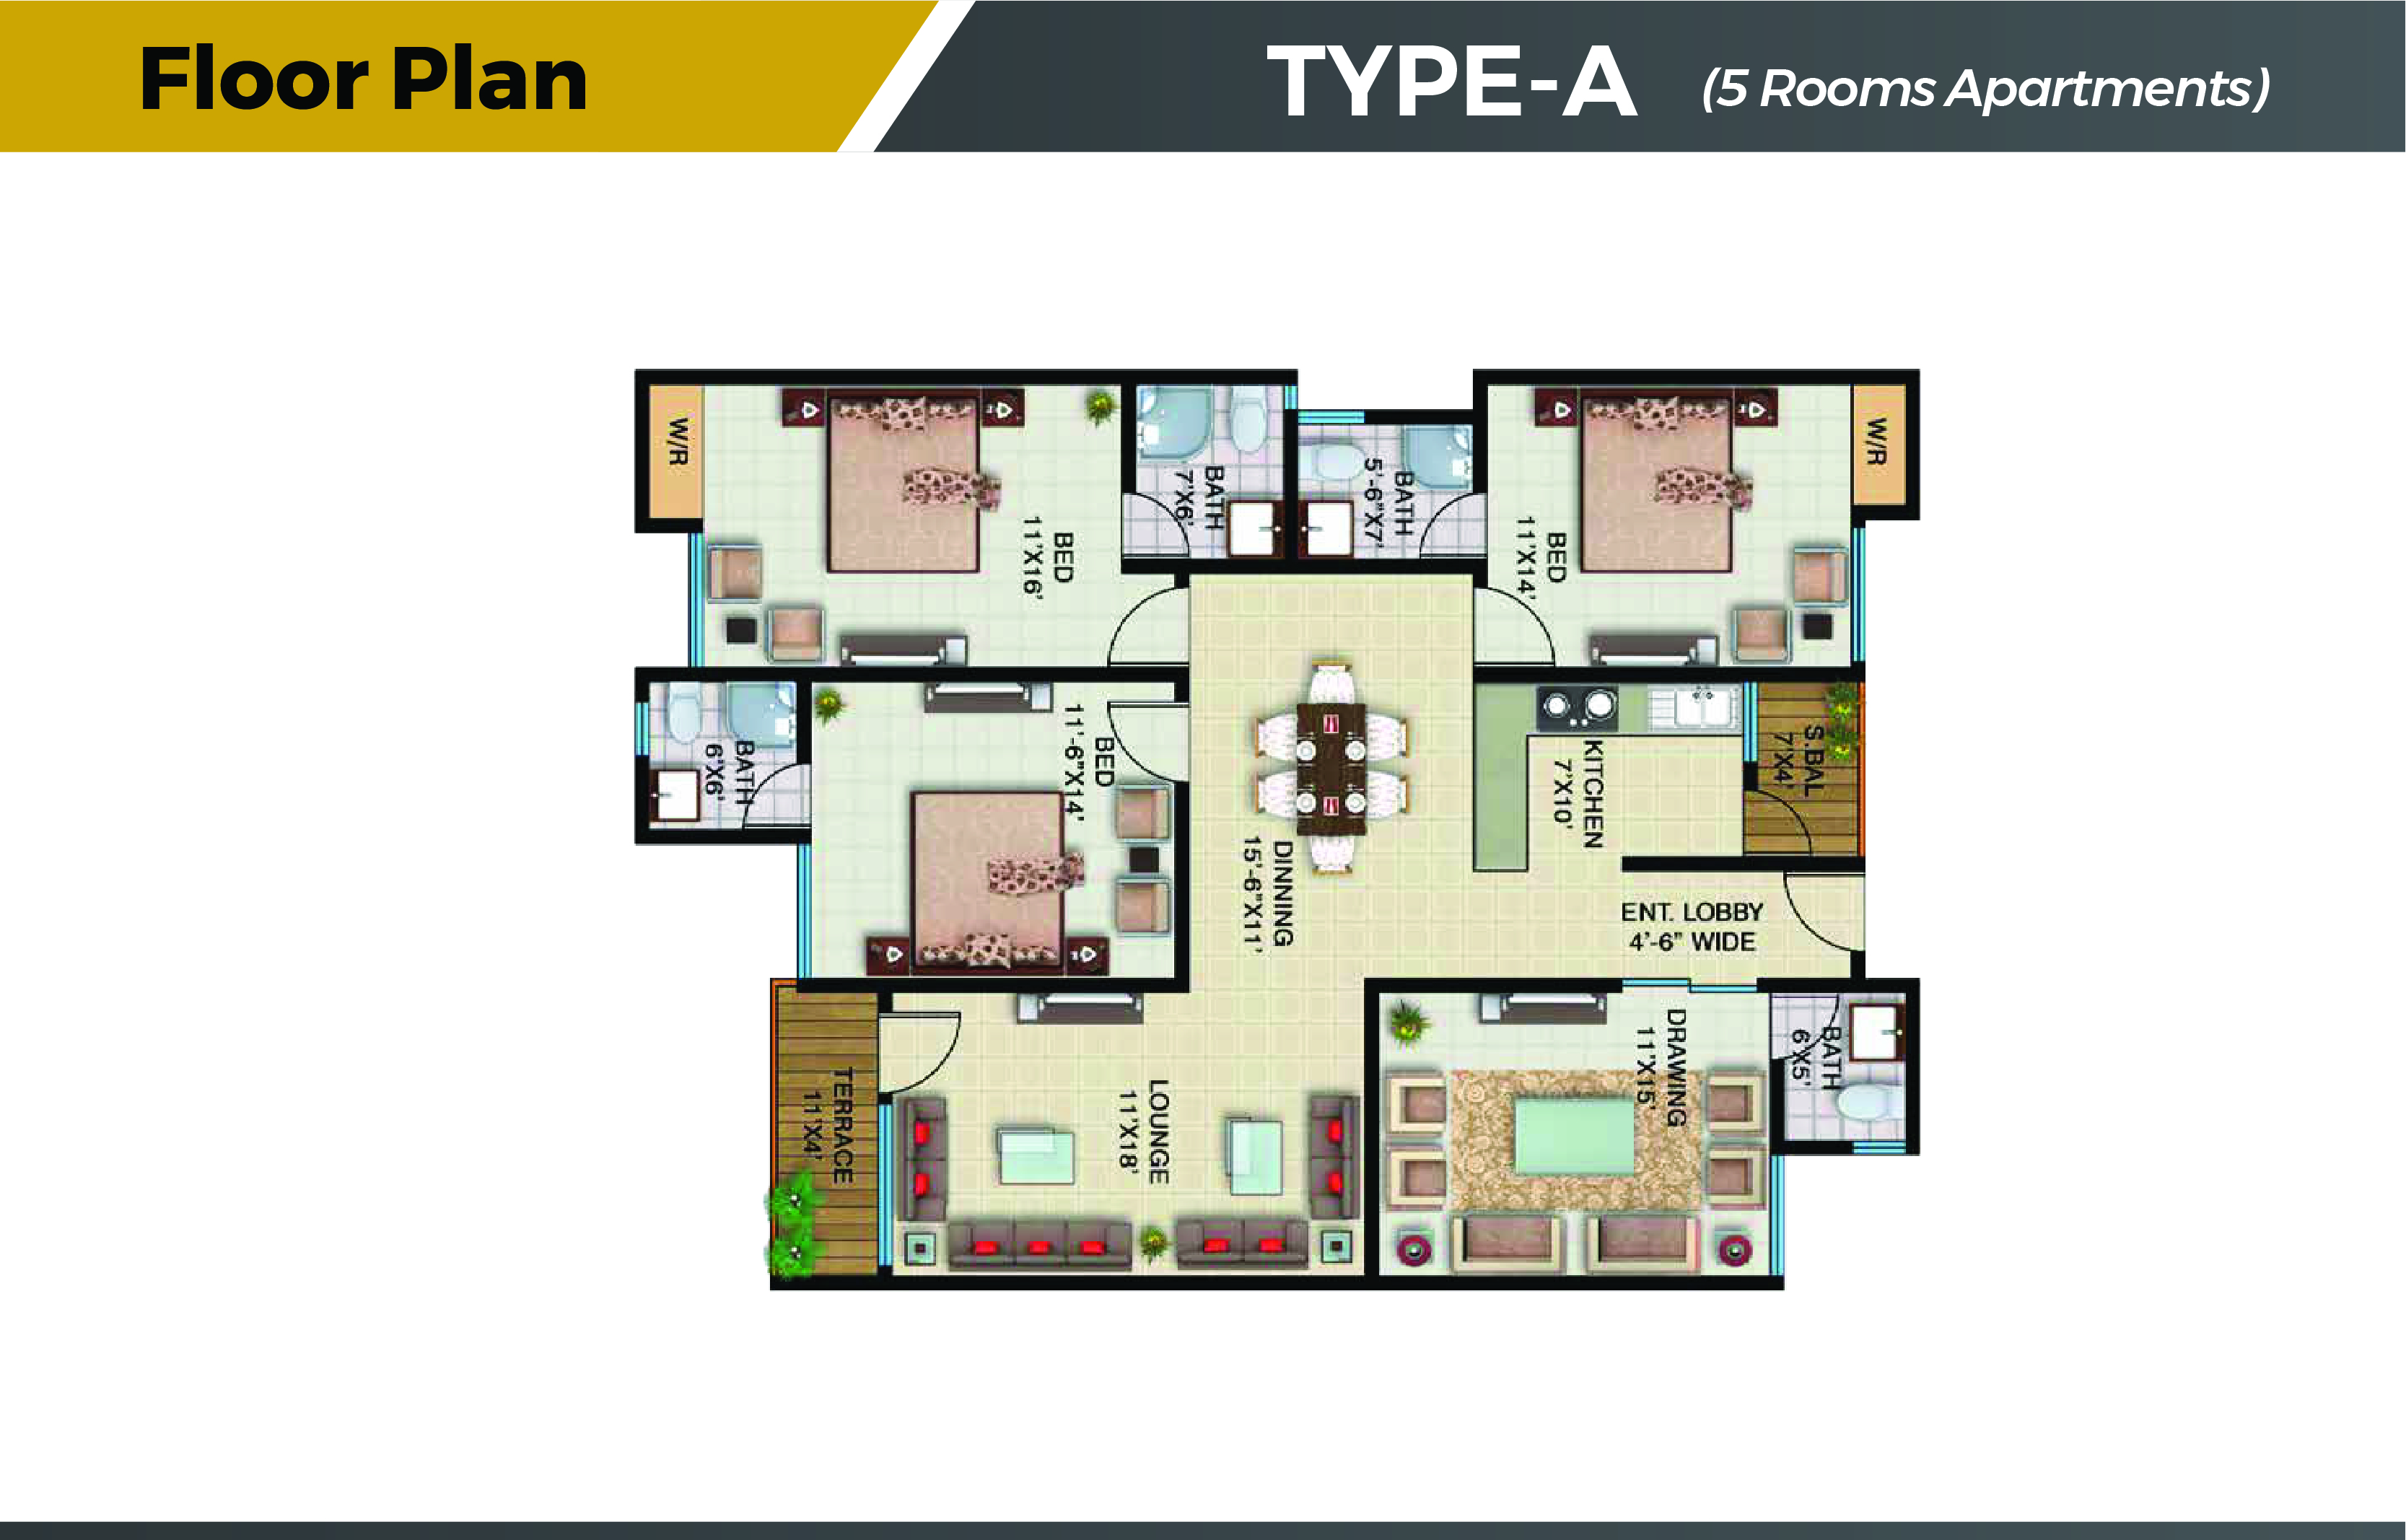 Floor Plan
TYPE-A (5 Rooms Apartments)
W/R
BED
11'X16'
BATH
7'X6'
BATH
5'-6"X7'
BED
11'X14'
W/R
BATH
6'X6'
BED
11'-6"X14'
DINNING
15'-6"X11'
KITCHEN
7'X10'
S.BAL
7'X4'
ENT. LOBBY
4'-6" WIDE
TERRACE
11'X4'
LOUNGE
11'X18'
DRAWING
11'X15'
BATH
6'X5'